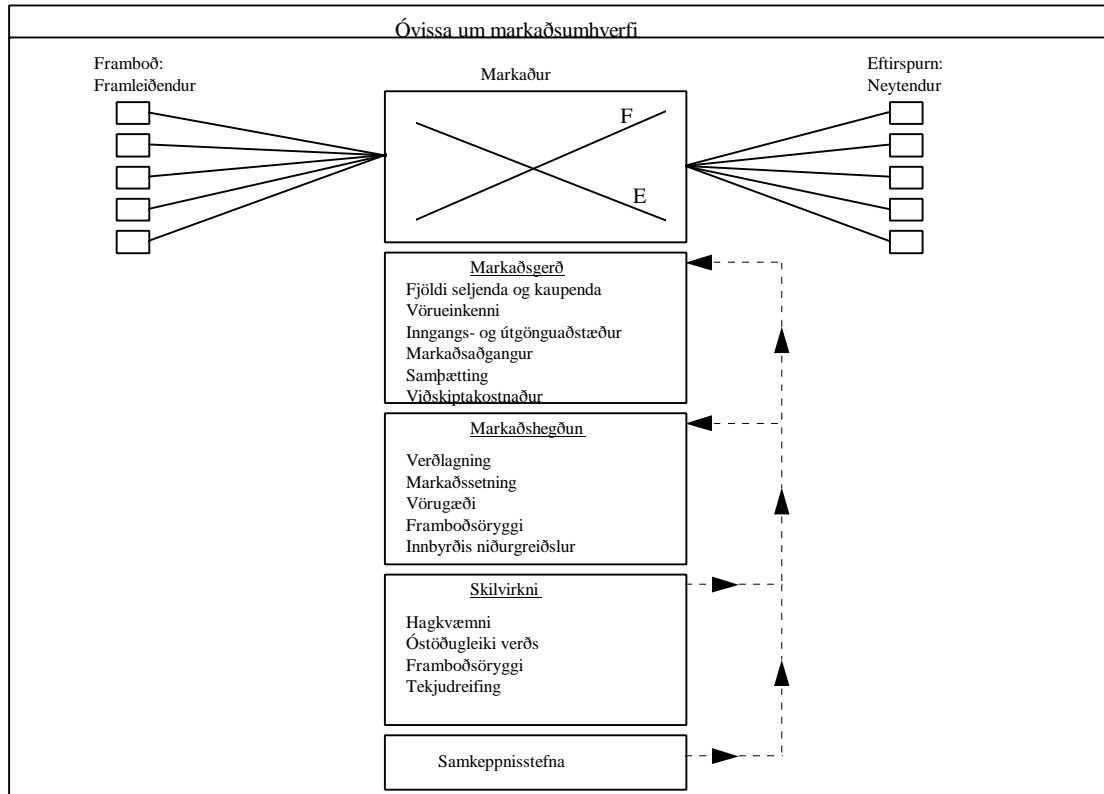 Óvissa um markaðsumhverfi
Framboð:
Framleiðendur
Markaður
Eftirspurn:
Neytendur
F
E
Markaðsgerð
Fjöldi seljenda og kaupenda
Vörueinkenni
Inngangs- og útgönguaðstæður
Markaðsaðgangur
Samþætting
Viðskiptakostnaður
Markaðshegðun
Verðlagning
Markaðssetning
Vörugæði
Framboðsöryggi
Innbyrðis niðurgreiðslur
Skilvirkni
Hagkvæmni
Óstöðugleiki verðs
Framboðsöryggi
Tekjudreifing
Samkeppnisstefna